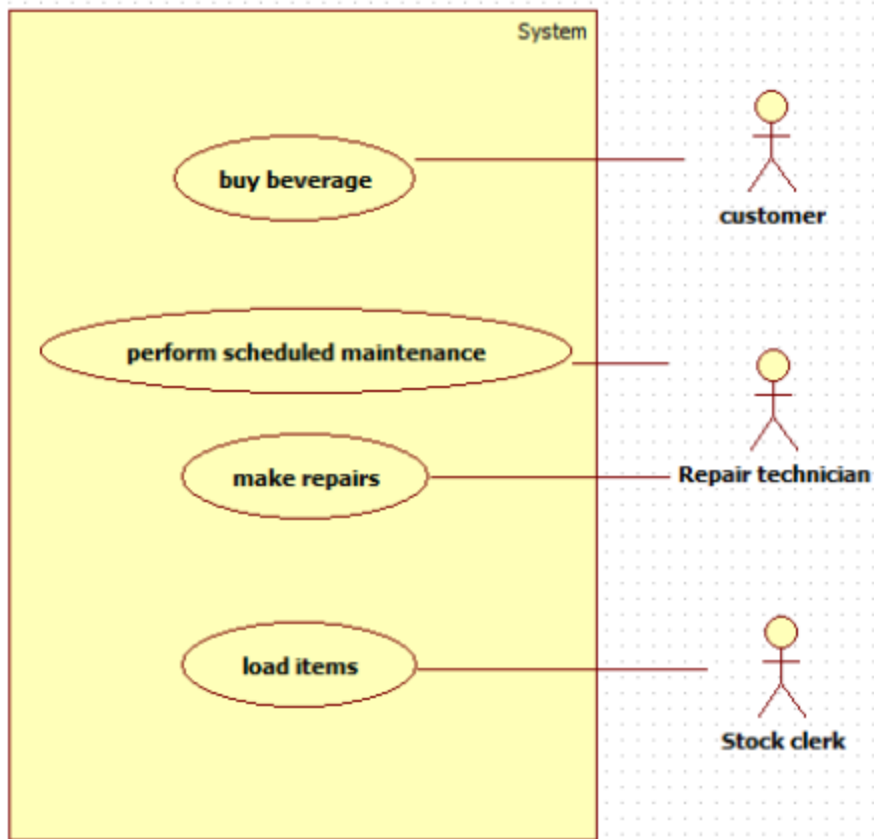 System
buy beverage
customer
perform scheduled maintenance
make repairs
Repair technician
load items
Stock clerk